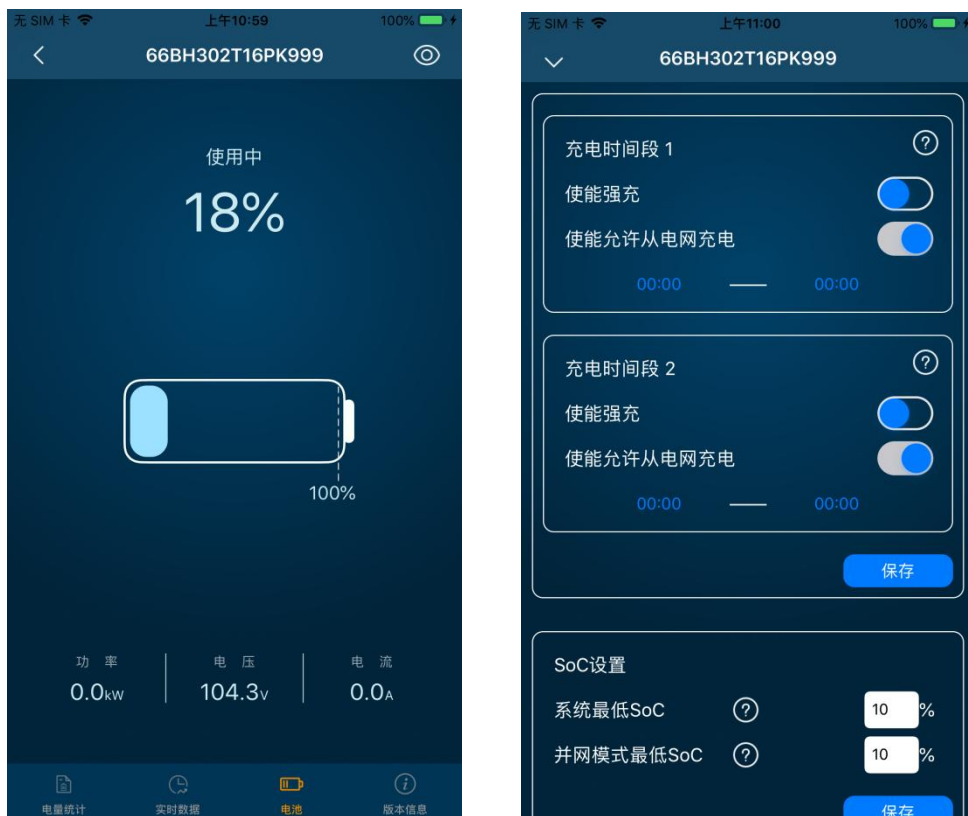 无 SIM 卡 上午10:59 100%
66BH302T16PK999
使用中
18%
100%
功 率 电 压 电 流
0.0kW 104.3V 0.0A
电量统计 实时数据 电池 版本信息
无 SIM 卡 上午11:00 100%
66BH302T16PK999
充电时间段 1 ?
使能强充
使能允许从电网充电
00:00 — 00:00
充电时间段 2 ?
使能强充
使能允许从电网充电
00:00 — 00:00
保存
SoC设置
系统最低SoC ? 10 %
并网模式最低SoC ? 10 %
保存